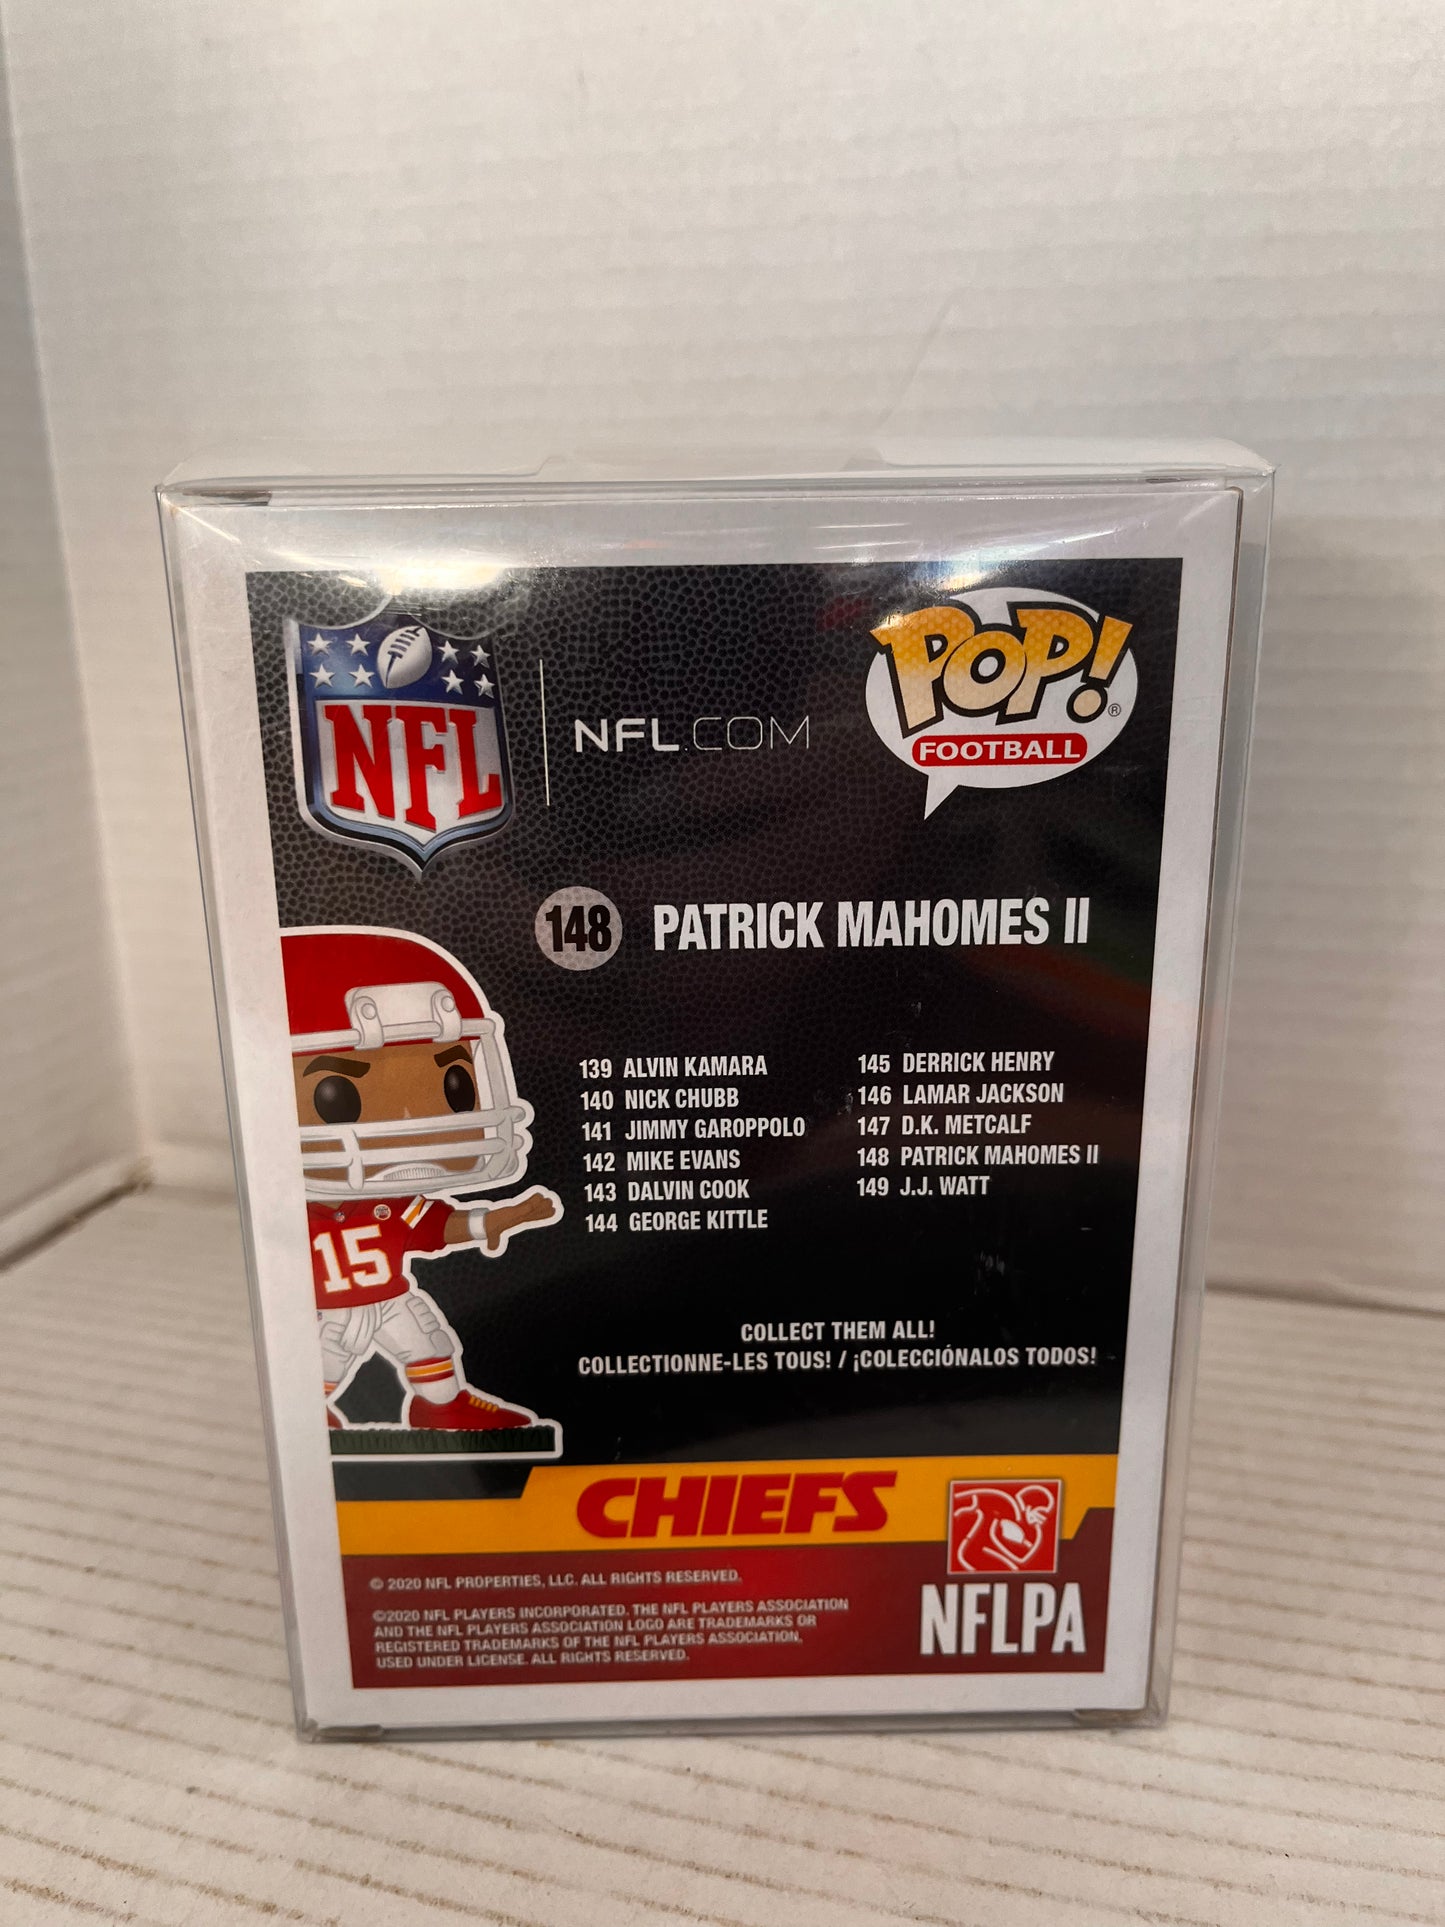 NFL
NFL.COM
POP!
®
FOOTBALL
148 PATRICK MAHOMES II
139 ALVIN KAMARA
140 NICK CHUBB
141 JIMMY GAROPPOLO
142 MIKE EVANS
143 DALVIN COOK
144 GEORGE KITTLE
145 DERRICK HENRY
146 LAMAR JACKSON
147 D.K. METCALF
148 PATRICK MAHOMES II
149 J.J. WATT
15
COLLECT THEM ALL!
COLLECTIONNE-LES TOUS! / ¡COLECCIÓNALOS TODOS!
CHIEFS
© 2020 NFL PROPERTIES, LLC. ALL RIGHTS RESERVED.
©2020 NFL PLAYERS INCORPORATED. THE NFL PLAYERS ASSOCIATION
AND THE NFL PLAYERS ASSOCIATION LOGO ARE TRADEMARKS OR
REGISTERED TRADEMARKS OF THE NFL PLAYERS ASSOCIATION,
USED UNDER LICENSE. ALL RIGHTS RESERVED.
NFLPA